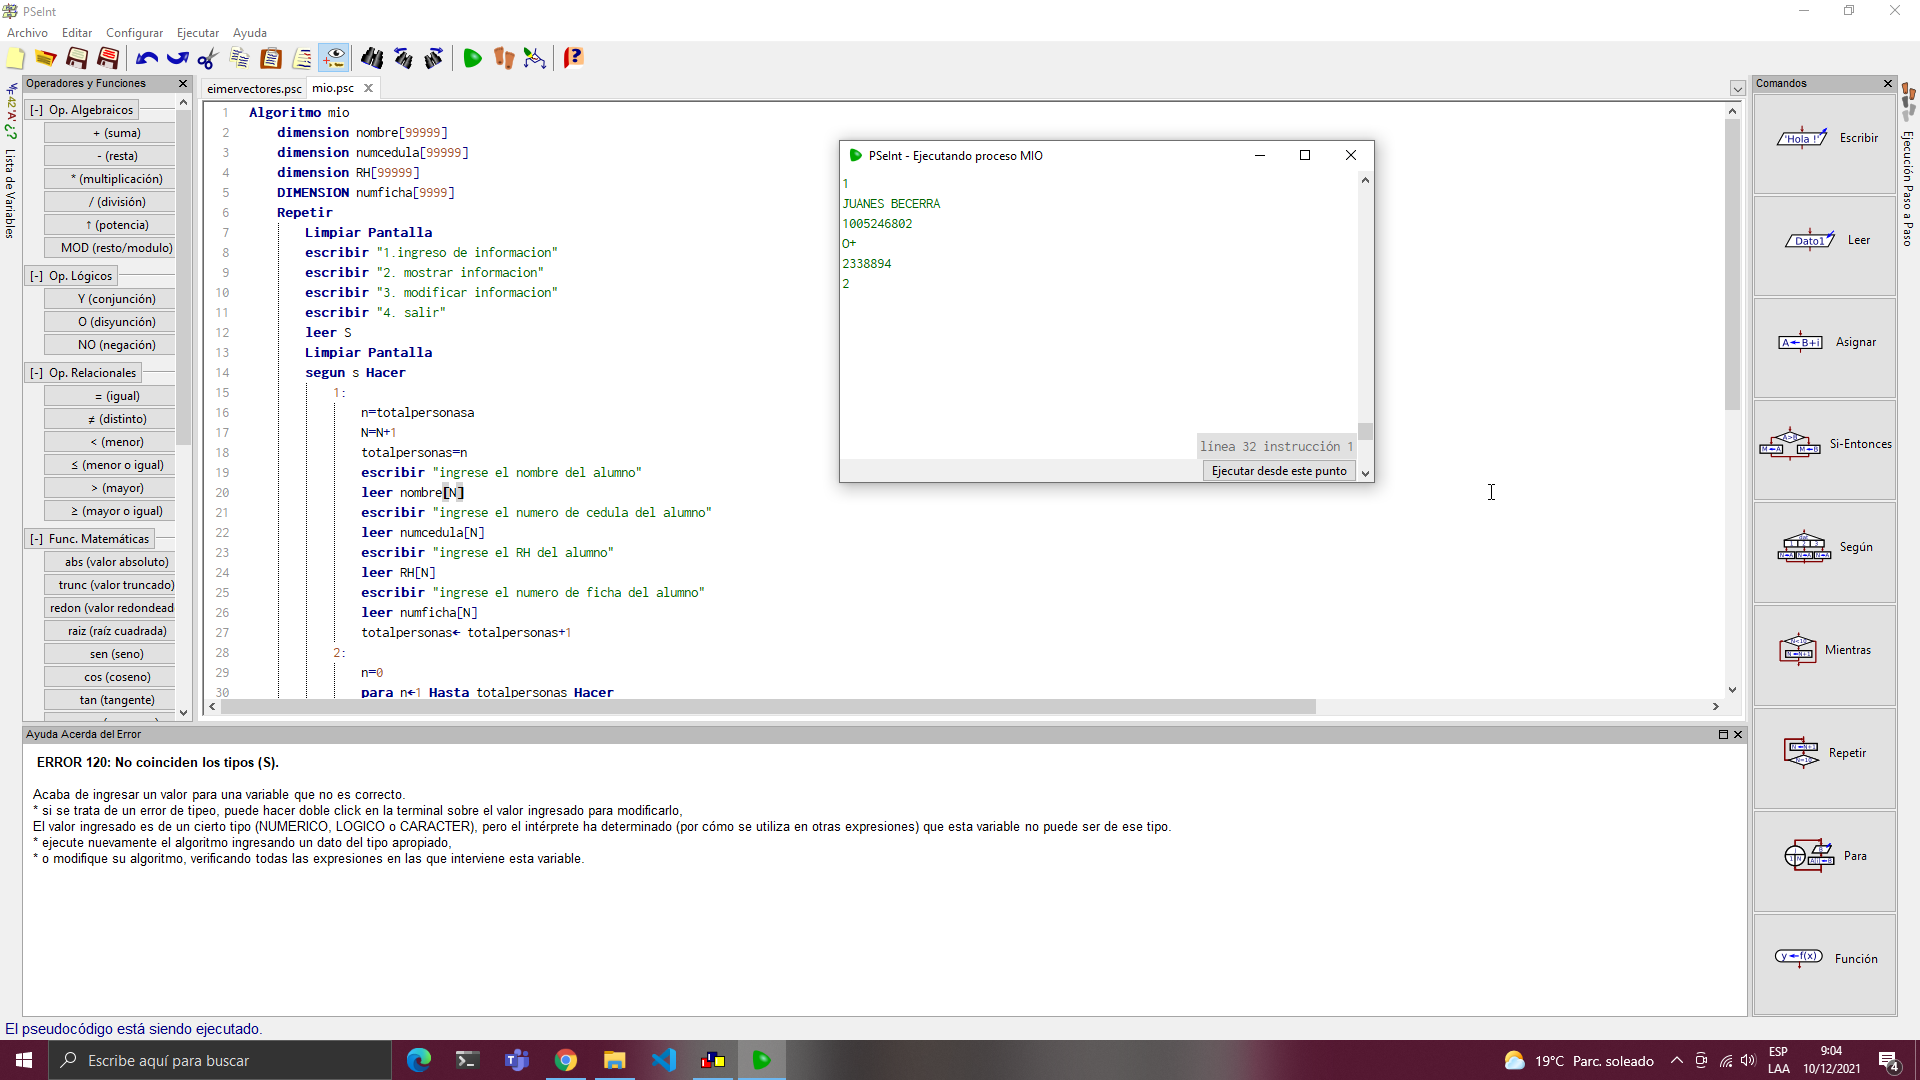 PSeInt
Archivo Editar Configurar Ejecutar Ayuda
Operadores y Funciones
[-] Op. Algebraicos
+ (suma)
- (resta)
* (multiplicación)
/ (división)
↑ (potencia)
MOD (resto/modulo)
[-] Op. Lógicos
Y (conjunción)
O (disyunción)
NO (negación)
[-] Op. Relacionales
= (igual)
≠ (distinto)
< (menor)
≤ (menor o igual)
> (mayor)
≥ (mayor o igual)
[-] Func. Matemáticas
abs (valor absoluto)
trunc (valor truncado)
redon (valor redondead
raiz (raíz cuadrada)
sen (seno)
cos (coseno)
tan (tangente)
Lista de Variables
eimervectores.psc mio.psc
1 Algoritmo mio
2 dimension nombre[99999]
3 dimension numcedula[99999]
4 dimension RH[99999]
5 DIMENSION numficha[9999]
6 Repetir
7 Limpiar Pantalla
8 escribir "1.ingreso de informacion"
9 escribir "2. mostrar informacion"
10 escribir "3. modificar informacion"
11 escribir "4. salir"
12 leer S
13 Limpiar Pantalla
14 segun s Hacer
15 1:
16 n=totalpersonasa
17 N=N+1
18 totalpersonas=n
19 escribir "ingrese el nombre del alumno"
20 leer nombre[N]
21 escribir "ingrese el numero de cedula del alumno"
22 leer numcedula[N]
23 escribir "ingrese el RH del alumno"
24 leer RH[N]
25 escribir "ingrese el numero de ficha del alumno"
26 leer numficha[N]
27 totalpersonas← totalpersonas+1
28 2:
29 n=0
30 para n←1 Hasta totalpersonas Hacer
PSeInt - Ejecutando proceso MIO
1
JUANES BECERRA
1005246802
O+
2338894
2
línea 32 instrucción 1
Ejecutar desde este punto
Comandos
'Hola !' Escribir
Dato1 Leer
A←B+i Asignar
A>B Si-Entonces
Según
Mientras
Repetir
Para
y←f(x) Función
Ejecución Paso a Paso
Ayuda Acerca del Error
ERROR 120: No coinciden los tipos (S).
Acaba de ingresar un valor para una variable que no es correcto.
* si se trata de un error de tipeo, puede hacer doble click en la terminal sobre el valor ingresado para modificarlo,
El valor ingresado es de un cierto tipo (NUMERICO, LOGICO o CARACTER), pero el intérprete ha determinado (por cómo se utiliza en otras expresiones) que esta variable no puede ser de ese tipo.
* ejecute nuevamente el algoritmo ingresando un dato del tipo apropiado,
* o modifique su algoritmo, verificando todas las expresiones en las que interviene esta variable.
El pseudocódigo está siendo ejecutado.
Escribe aquí para buscar
19°C Parc. soleado
ESP
LAA
9:04
10/12/2021
4